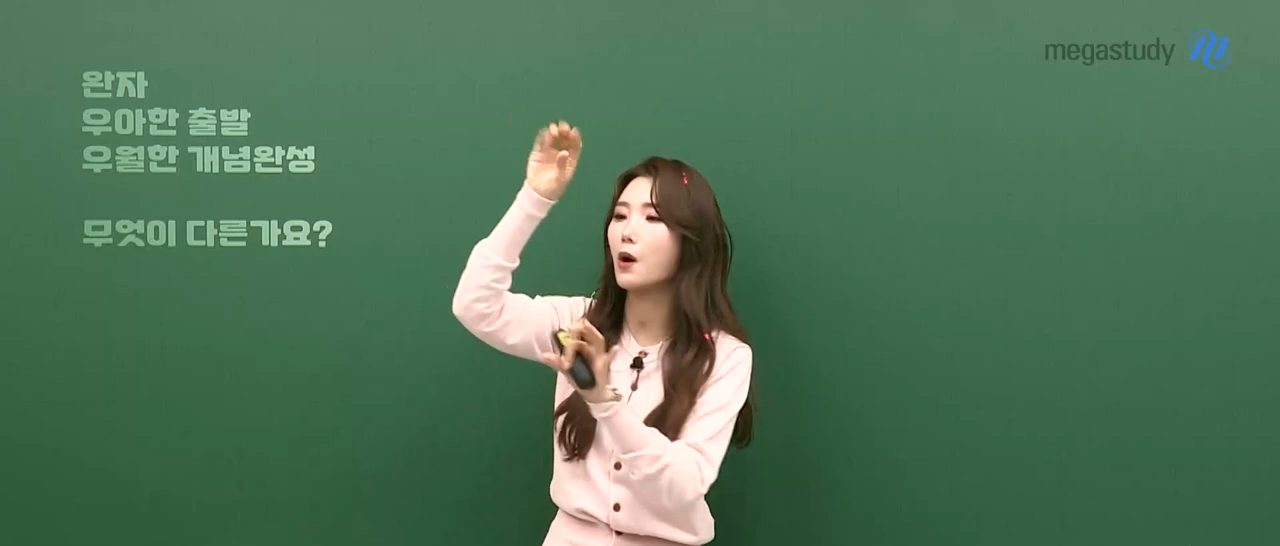 완자
우아한 출발
우월한 개념완성
무엇이 다른가요?
megastudy